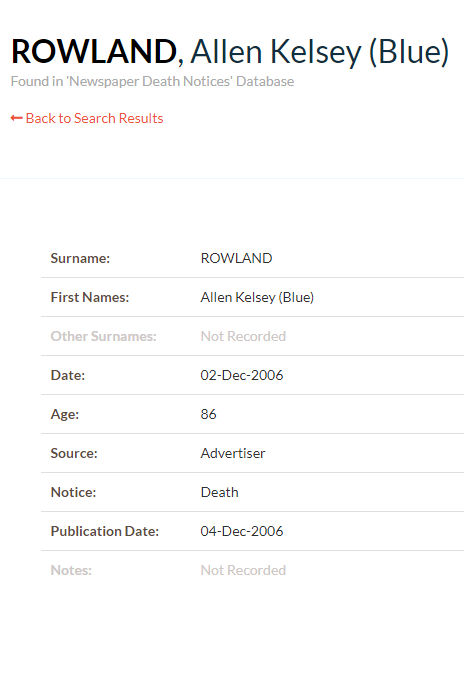 ROWLAND, Allen Kelsey (Blue)
Found in 'Newspaper Death Notices' Database
← Back to Search Results
Surname: ROWLAND
First Names: Allen Kelsey (Blue)
Other Surnames: Not Recorded
Date: 02-Dec-2006
Age: 86
Source: Advertiser
Notice: Death
Publication Date: 04-Dec-2006
Notes: Not Recorded